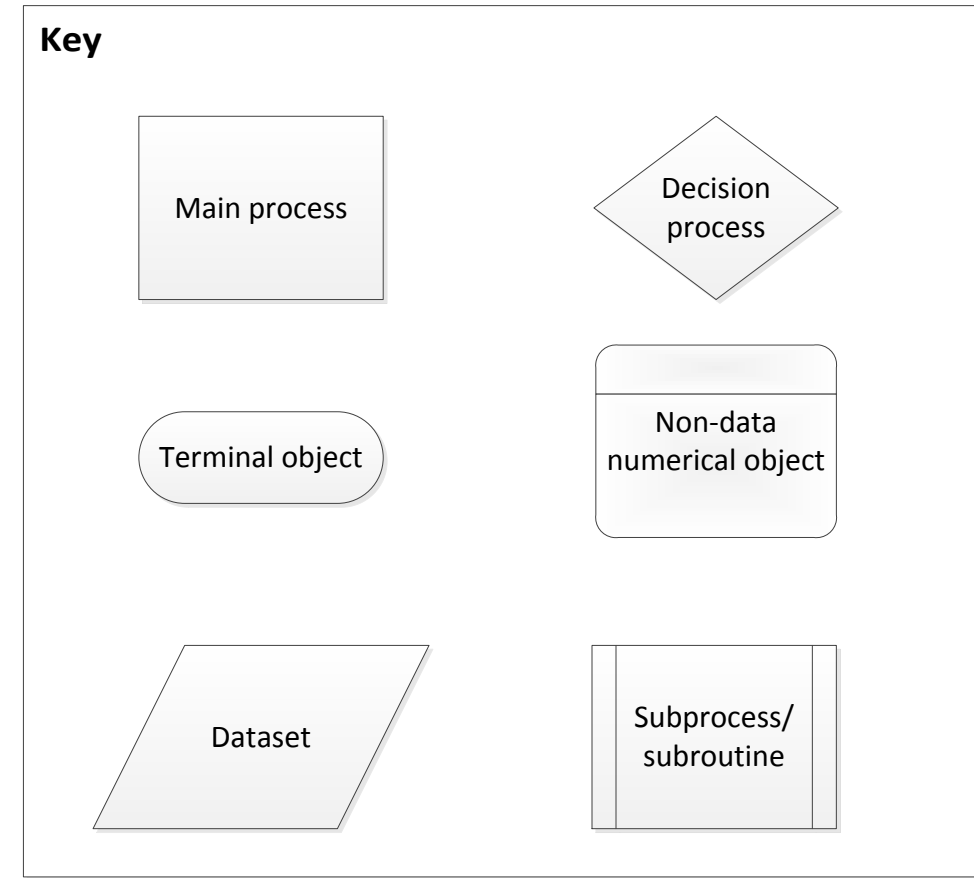 Key
Main process
Decision
process
Terminal object
Non-data
numerical object
Dataset
Subprocess/
subroutine